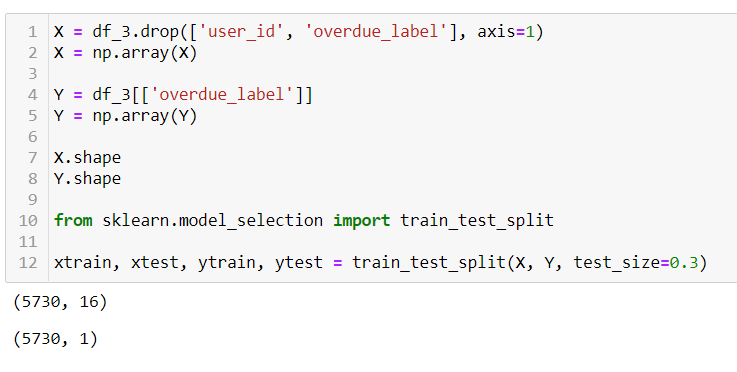 1 X = df_3.drop(['user_id', 'overdue_label'], axis=1)
2 X = np.array(X)
3
4 Y = df_3[['overdue_label']]
5 Y = np.array(Y)
6
7 X.shape
8 Y.shape
9
10 from sklearn.model_selection import train_test_split
11
12 xtrain, xtest, ytrain, ytest = train_test_split(X, Y, test_size=0.3)
(5730, 16)
(5730, 1)